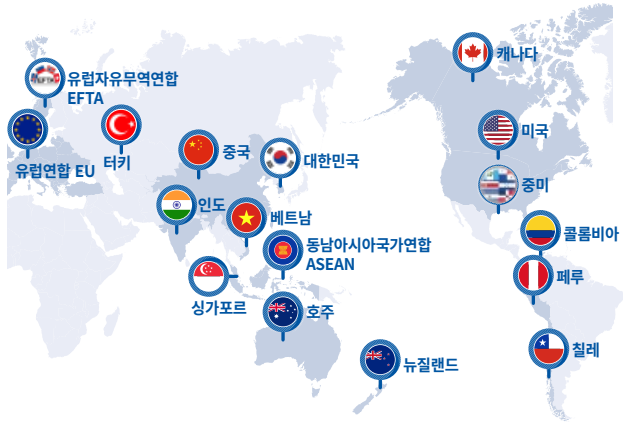 캐나다
유럽자유무역연합
EFTA
미국
터키
중국
대한민국
유럽연합 EU
중미
인도
베트남
콜롬비아
동남아시아국가연합
ASEAN
페루
싱가포르
호주
칠레
뉴질랜드